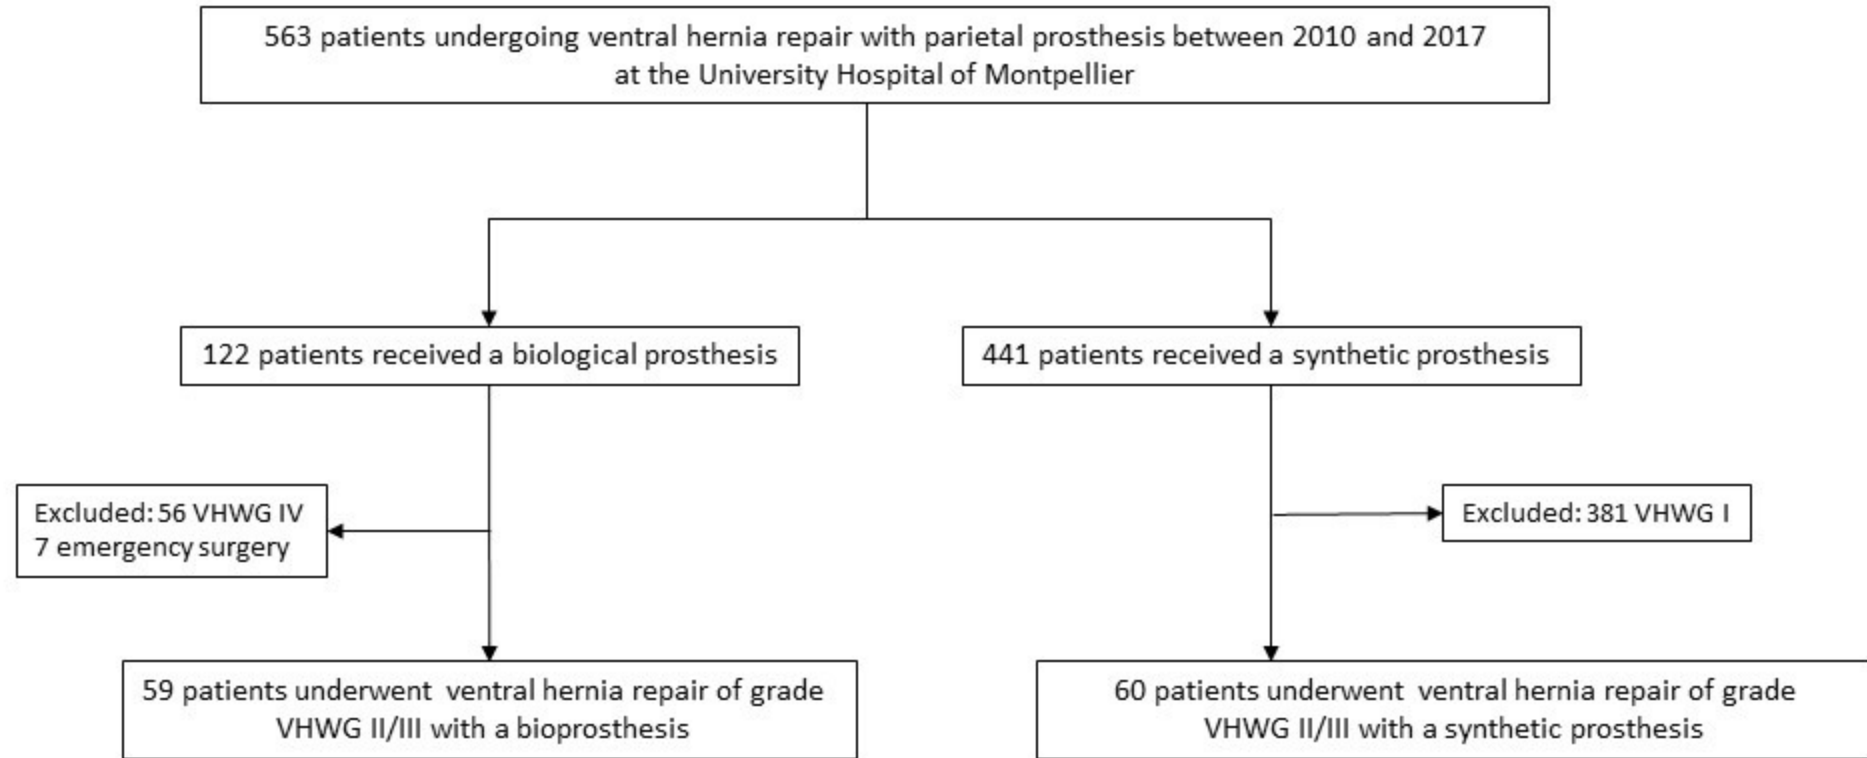 563 patients undergoing ventral hernia repair with parietal prosthesis between 2010 and 2017
at the University Hospital of Montpellier
122 patients received a biological prosthesis
441 patients received a synthetic prosthesis
Excluded: 56 VHWG IV
7 emergency surgery
Excluded: 381 VHWG I
59 patients underwent ventral hernia repair of grade
VHWG II/III with a bioprosthesis
60 patients underwent ventral hernia repair of grade
VHWG II/III with a synthetic prosthesis